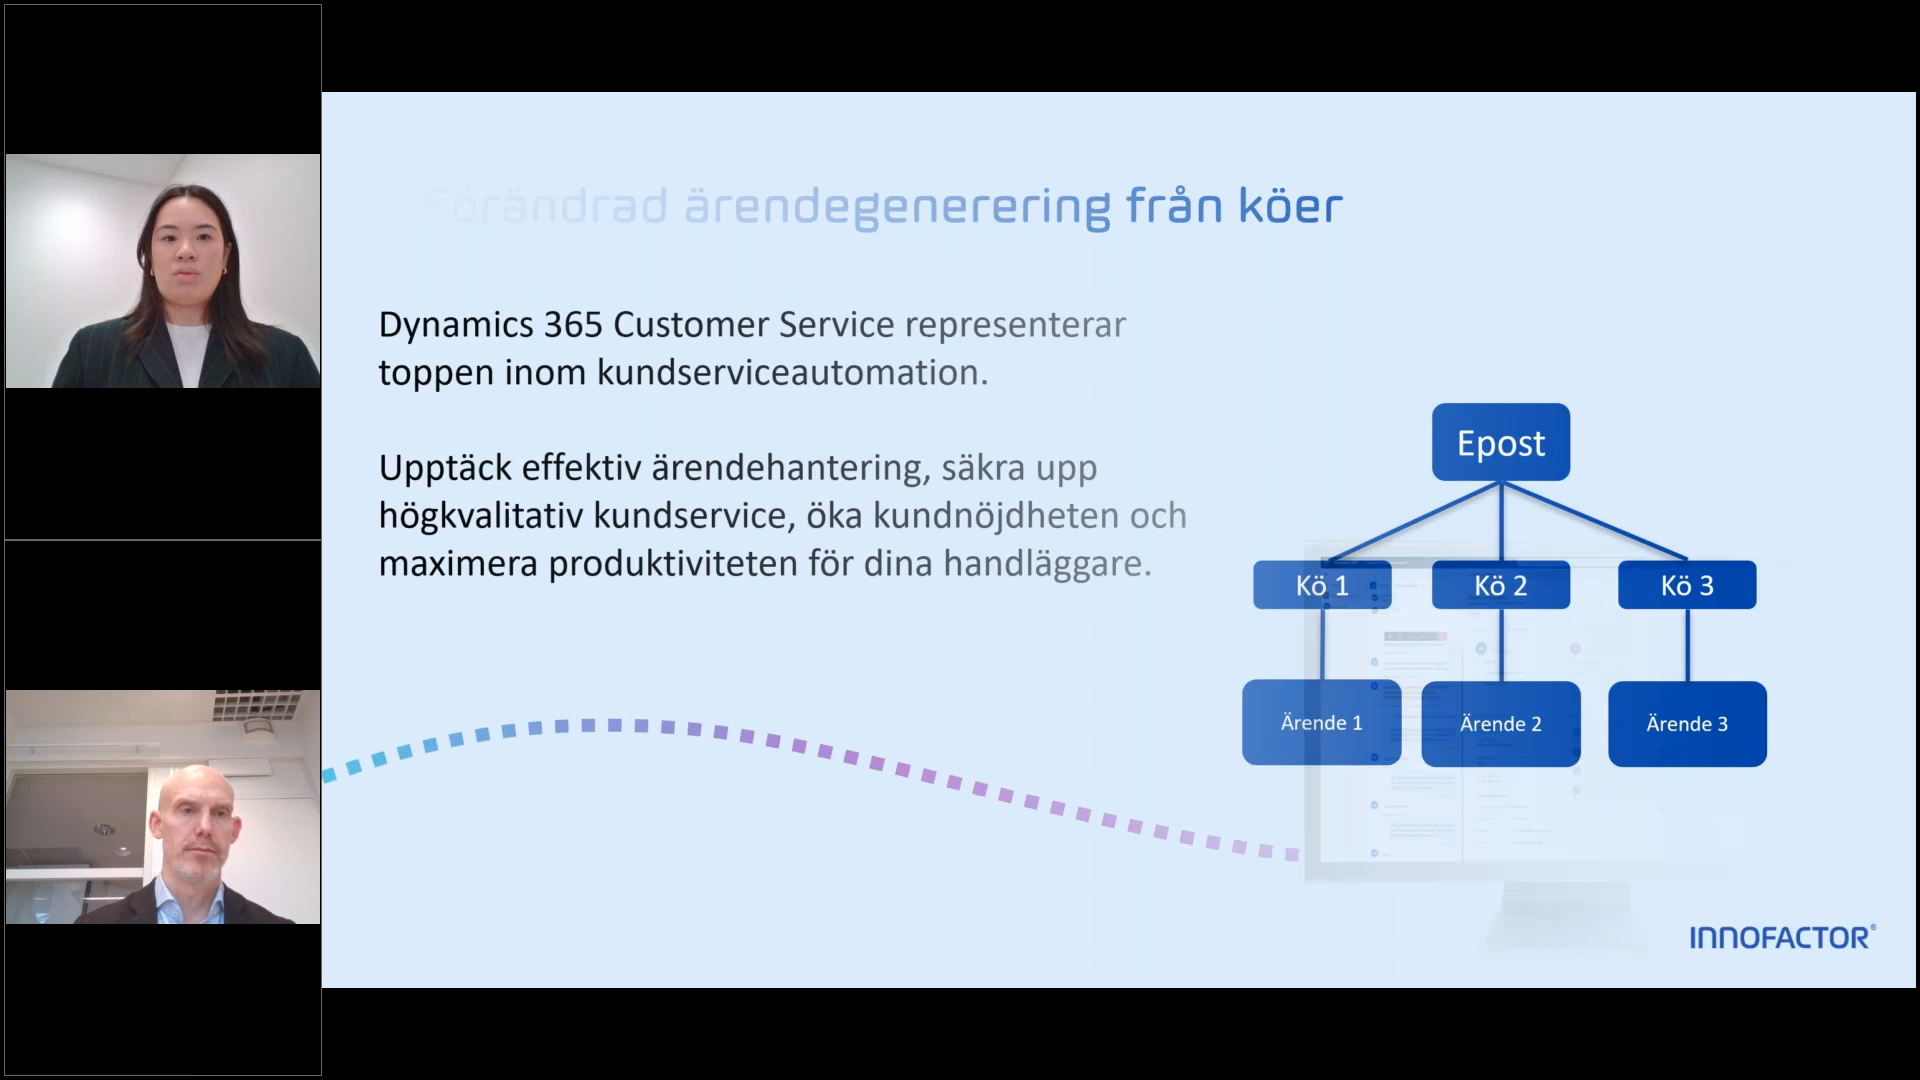 Förändrad ärendegenerering från köer
Dynamics 365 Customer Service representerar
toppen inom kundserviceautomation.
Upptäck effektiv ärendehantering, säkra upp
högkvalitativ kundservice, öka kundnöjdheten och
maximera produktiviteten för dina handläggare.
Epost
Kö 1 Kö 2 Kö 3
Ärende 1 Ärende 2 Ärende 3
INNOFACTOR®